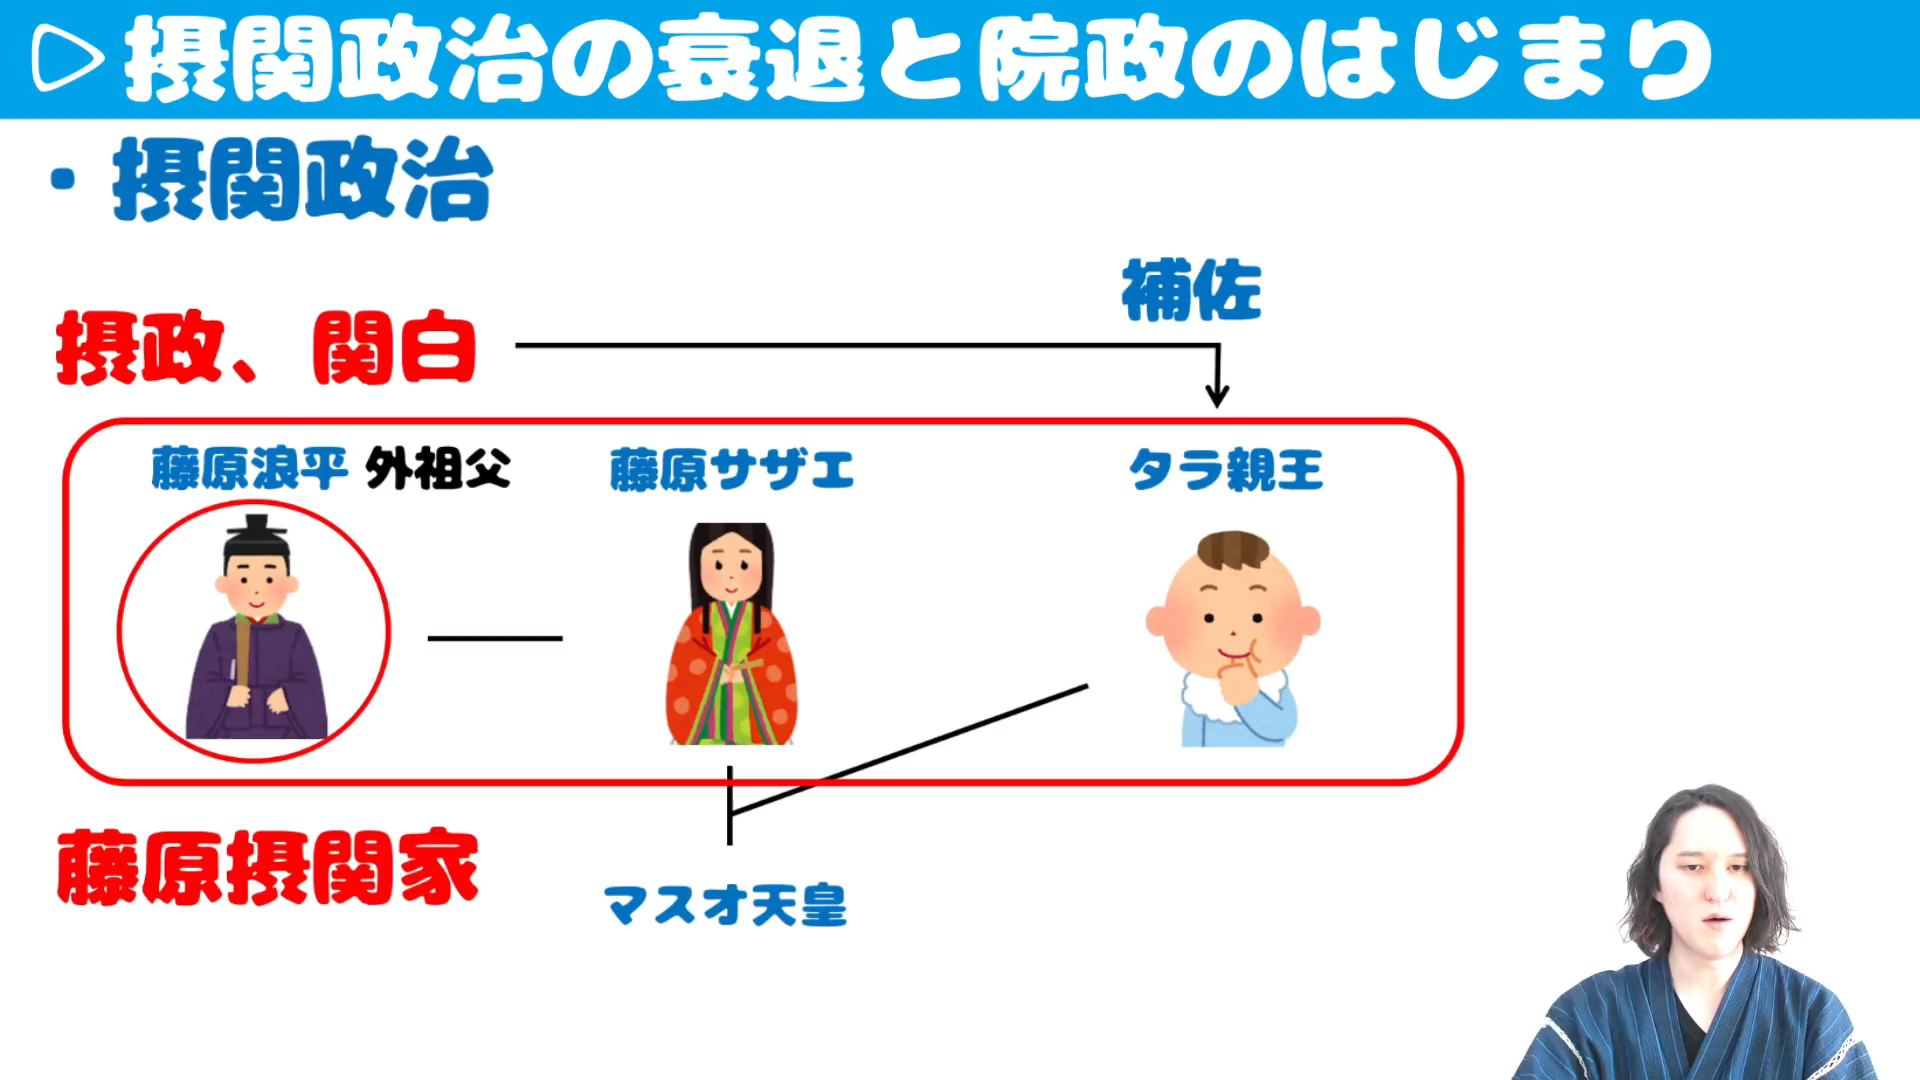 摂関政治の衰退と院政のはじまり
・摂関政治
補佐
摂政、関白
藤原浪平 外祖父 藤原サザエ タラ親王
藤原摂関家
マスオ天皇